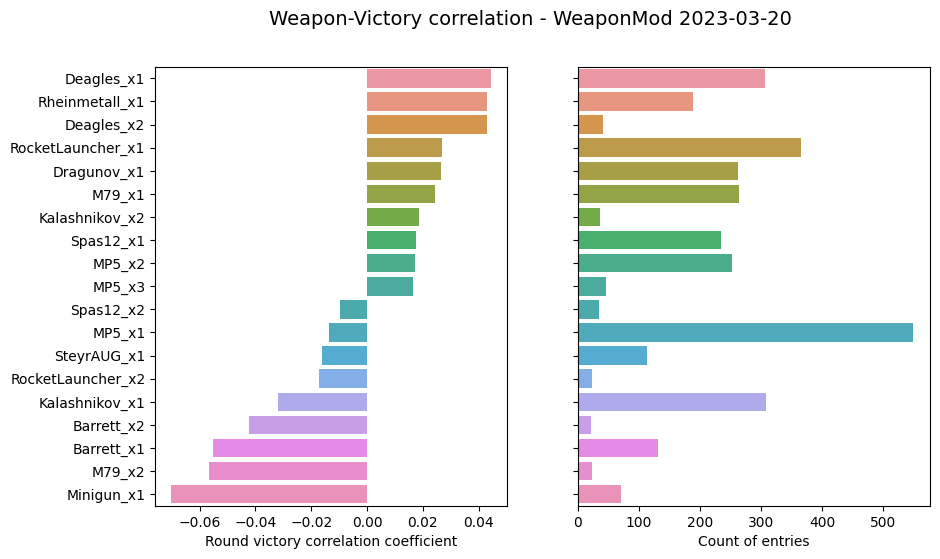 Weapon-Victory correlation - WeaponMod 2023-03-20
Deagles_x1
Rheinmetall_x1
Deagles_x2
RocketLauncher_x1
Dragunov_x1
M79_x1
Kalashnikov_x2
Spas12_x1
MP5_x2
MP5_x3
Spas12_x2
MP5_x1
SteyrAUG_x1
RocketLauncher_x2
Kalashnikov_x1
Barrett_x2
Barrett_x1
M79_x2
Minigun_x1
−0.06 −0.04 −0.02 0.00 0.02 0.04
Round victory correlation coefficient
0 100 200 300 400 500
Count of entries